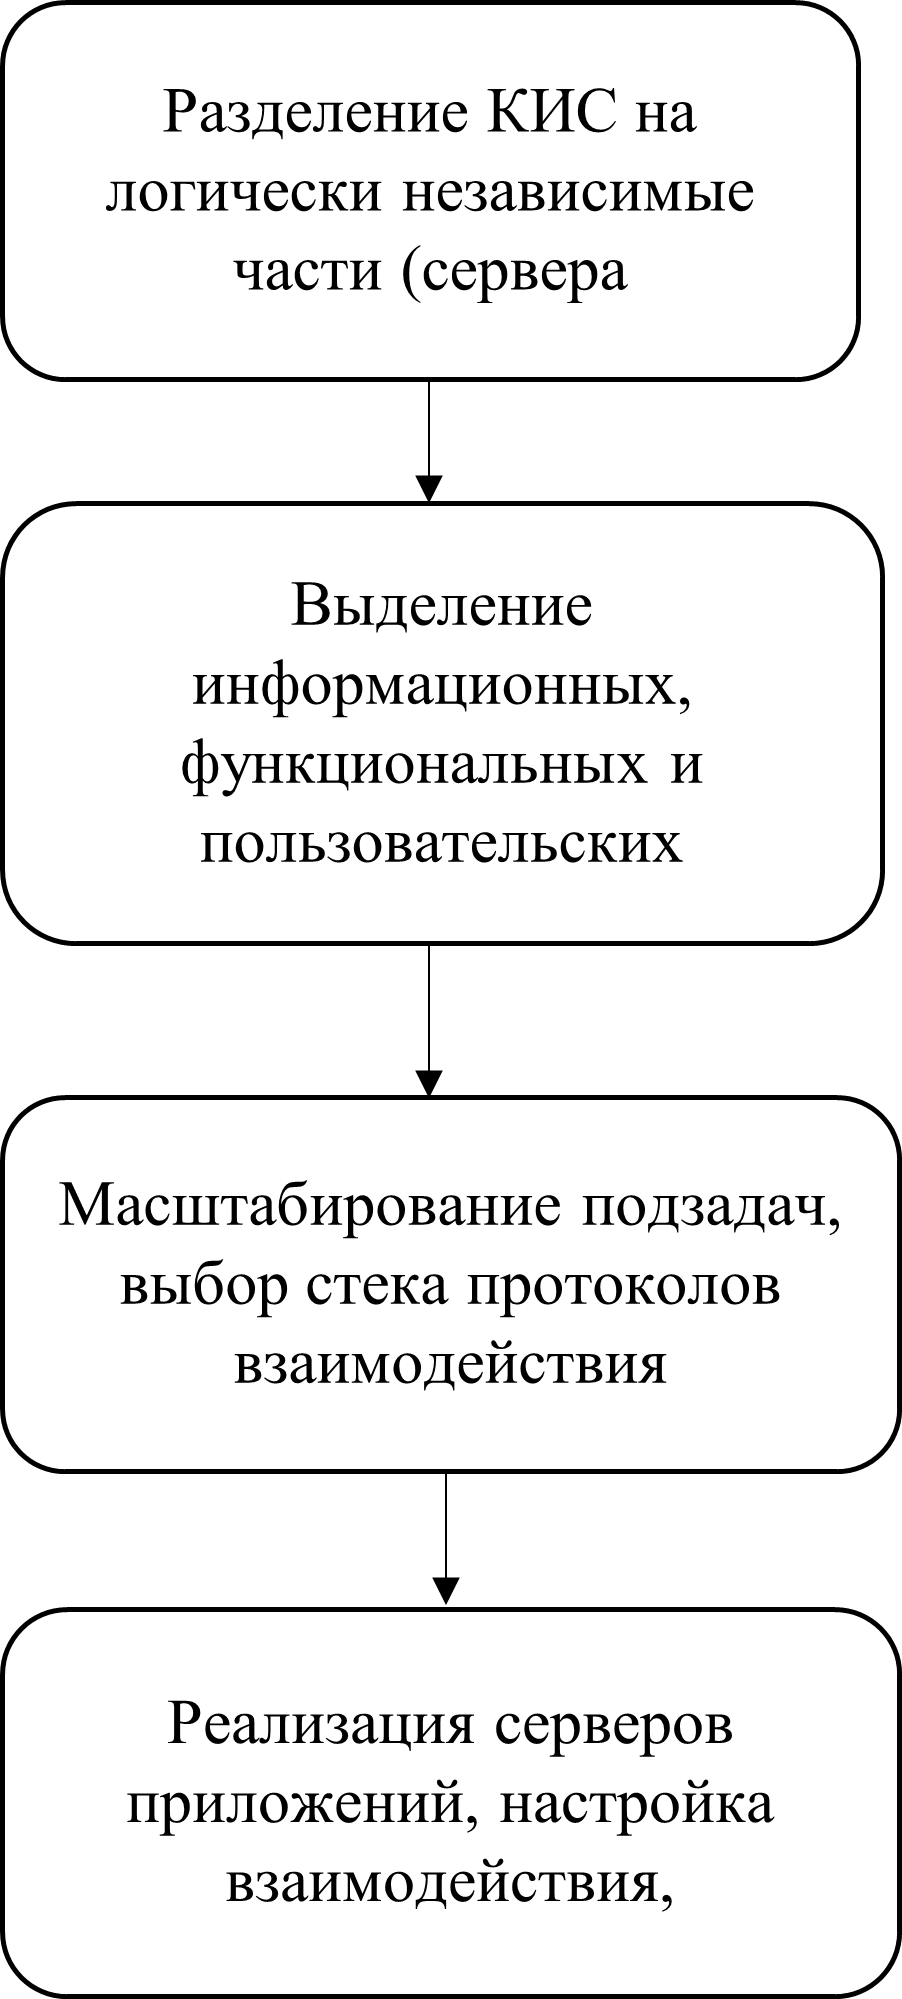 Разделение КИС на
логически независимые
части (сервера
Выделение
информационных,
функциональных и
пользовательских
Масштабирование подзадач,
выбор стека протоколов
взаимодействия
Реализация серверов
приложений, настройка
взаимодействия,